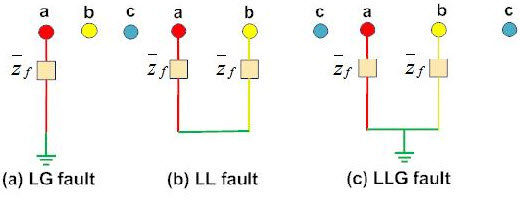 a b c a b c a b c
z̄f z̄f z̄f z̄f z̄f
(a) LG fault (b) LL fault (c) LLG fault